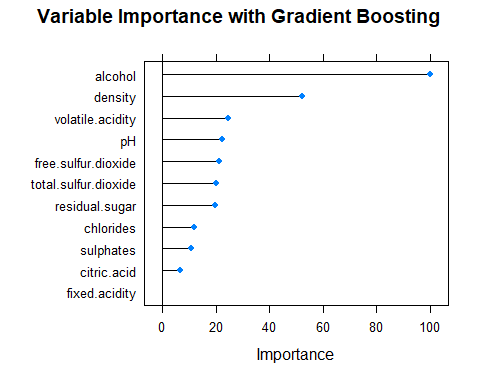 Variable Importance with Gradient Boosting
alcohol
density
volatile.acidity
pH
free.sulfur.dioxide
total.sulfur.dioxide
residual.sugar
chlorides
sulphates
citric.acid
fixed.acidity
0 20 40 60 80 100
Importance